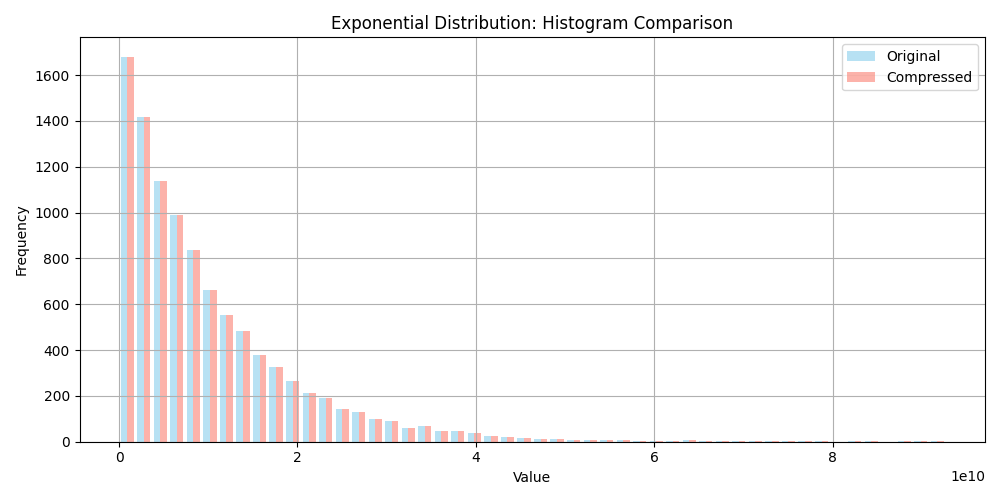 Exponential Distribution: Histogram Comparison
Original
Compressed
Frequency
1600
1400
1200
1000
800
600
400
200
0
0 2 4 6 8
1e10
Value